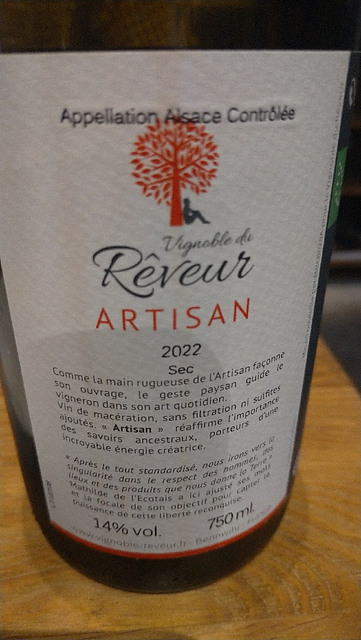 Appellation Alsace Contrôlée
Vignoble du
Rêveur
ARTISAN
2022
Sec
Comme la main rugueuse de l'Artisan façonne
son ouvrage, le geste paysan guide le
vigneron dans son art quotidien.
Vin de macération, sans filtration ni sulfites
ajoutés. « Artisan » réaffirme l'importance
des savoirs ancestraux, porteurs d'une
incroyable énergie créatrice.
* Après le tout standardisé, nous irons vers la
singularité dans le respect des hommes, des
lieux et des produits que nous donne la Terre *
Mathilde de l'Ecotais a ici ajusté ses mots
et la focale de son objectif pour capter la
puissance de cette liberté reconquise.
14% vol.
750 ml.
www.vignoble-reveur.fr - Bennwihr - France